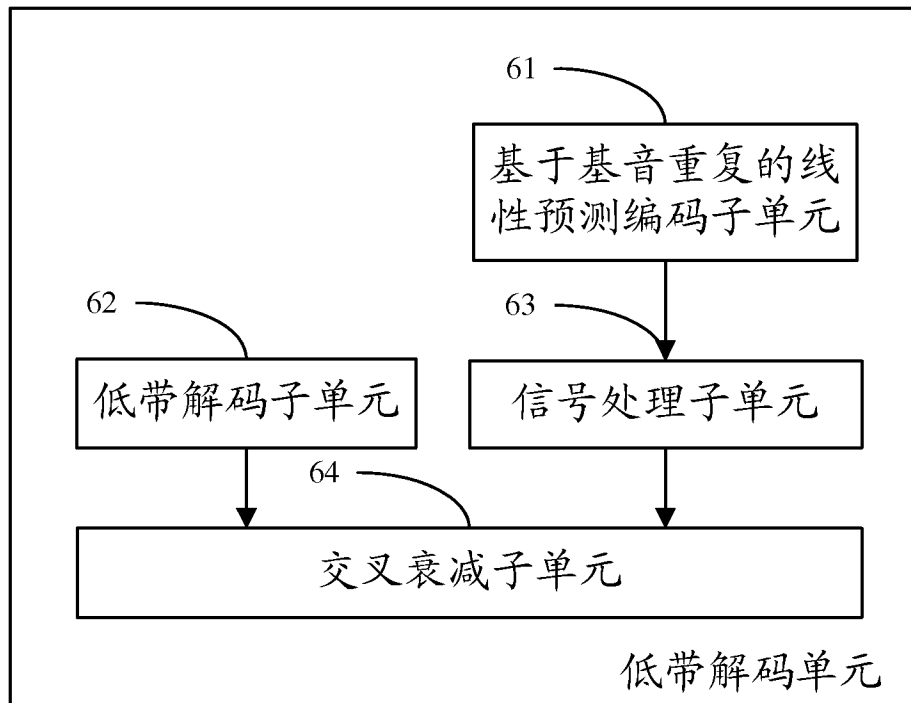 61
基于基音重复的线
性预测编码子单元
62
63
低带解码子单元
信号处理子单元
64
交叉衰减子单元
低带解码单元